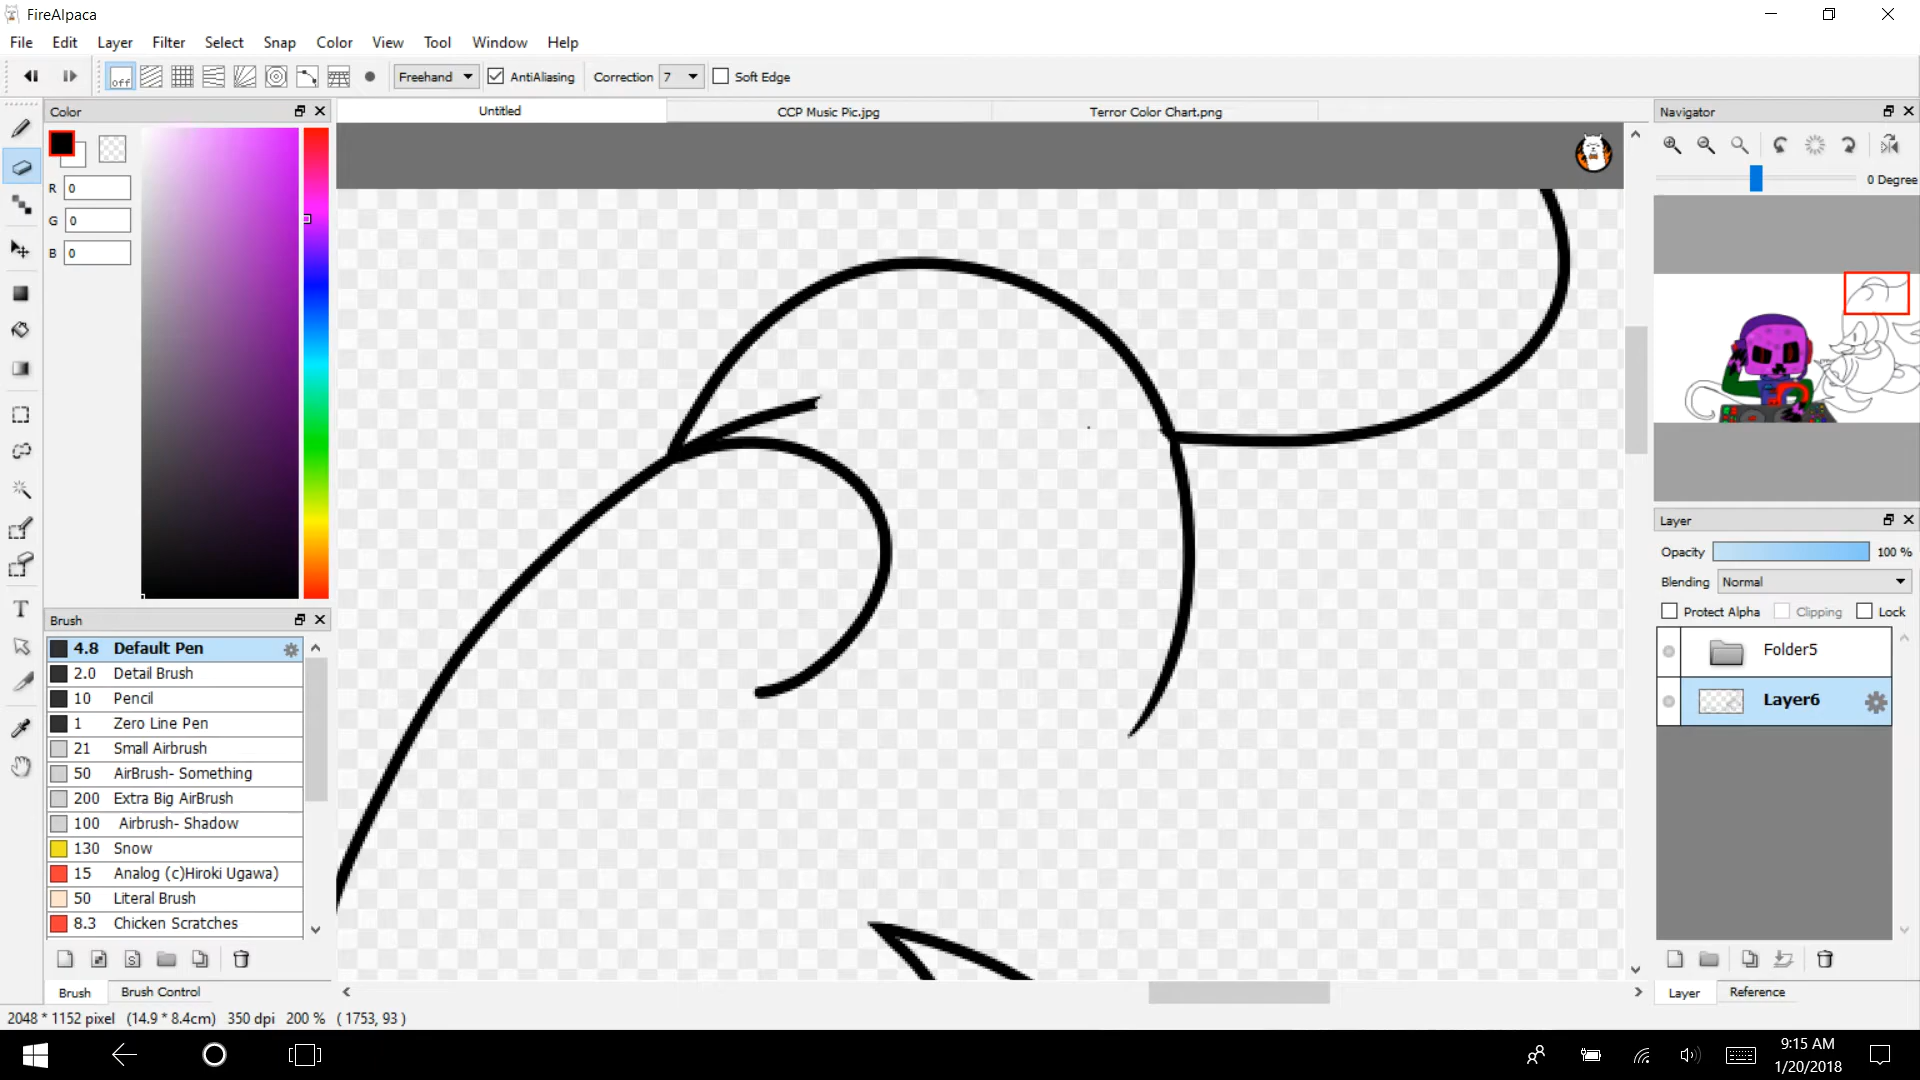 FireAlpaca
File Edit Layer Filter Select Snap Color View Tool Window Help
off Freehand AntiAliasing Correction 7 Soft Edge
Color
Untitled CCP Music Pic.jpg Terror Color Chart.png
Navigator
0 Degree
R 0
G 0
B 0
Layer
Opacity 100 %
Blending Normal
Protect Alpha Clipping Lock
Folder5
Layer6
Brush
4.8 Default Pen
2.0 Detail Brush
10 Pencil
1 Zero Line Pen
21 Small Airbrush
50 AirBrush- Something
200 Extra Big AirBrush
100 Airbrush- Shadow
130 Snow
15 Analog (c)Hiroki Ugawa)
50 Literal Brush
8.3 Chicken Scratches
Brush Brush Control
Layer Reference
2048 * 1152 pixel (14.9 * 8.4cm) 350 dpi 200 % ( 1753, 93 )
9:15 AM
1/20/2018